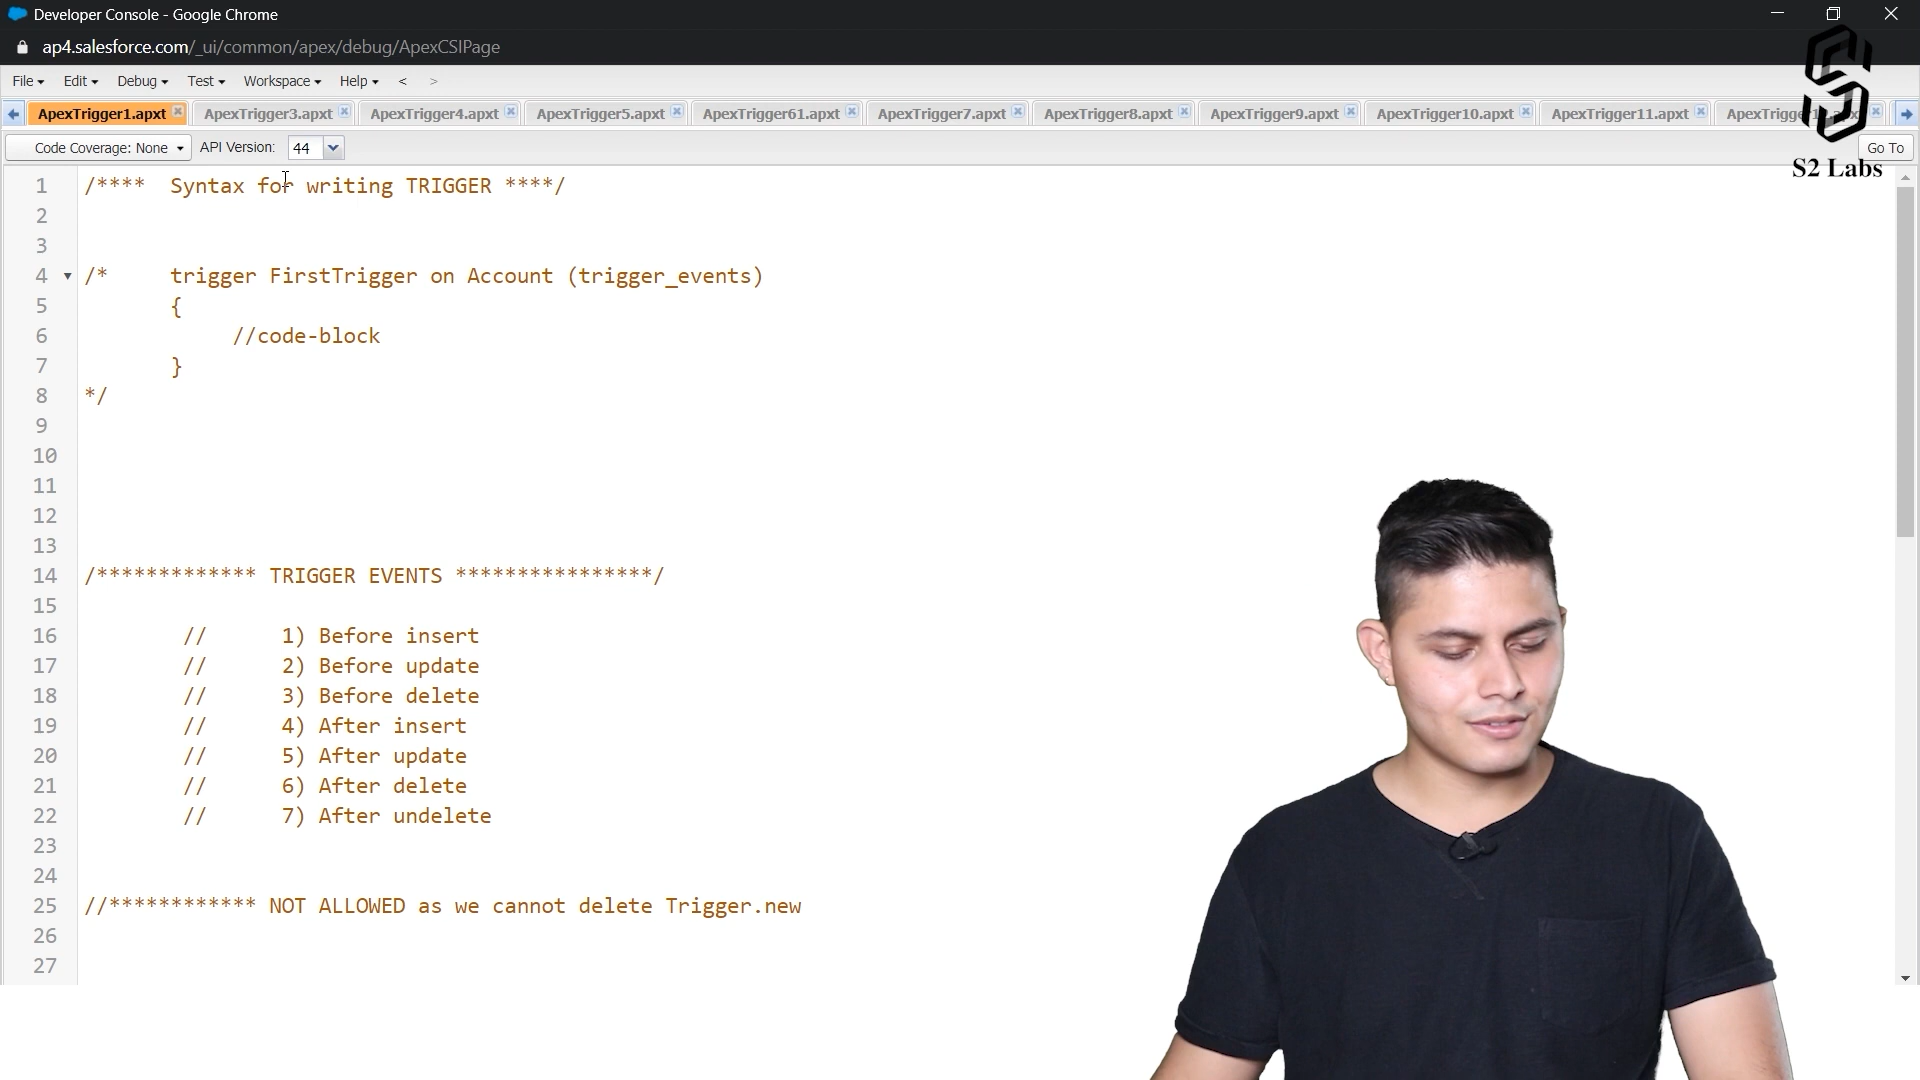 Developer Console - Google Chrome
ap4.salesforce.com/_ui/common/apex/debug/ApexCSIPage
File Edit Debug Test Workspace Help < >
ApexTrigger1.apxt ApexTrigger3.apxt ApexTrigger4.apxt ApexTrigger5.apxt ApexTrigger61.apxt ApexTrigger7.apxt ApexTrigger8.apxt ApexTrigger9.apxt ApexTrigger10.apxt ApexTrigger11.apxt
Code Coverage: None API Version: 44 Go To
S2 Labs
1 /**** Syntax for writing TRIGGER ****/
2
3
4 /* trigger FirstTrigger on Account (trigger_events)
5 {
6 //code-block
7 }
8 */
9
10
11
12
13
14 /************* TRIGGER EVENTS ****************/
15
16 // 1) Before insert
17 // 2) Before update
18 // 3) Before delete
19 // 4) After insert
20 // 5) After update
21 // 6) After delete
22 // 7) After undelete
23
24
25 //************ NOT ALLOWED as we cannot delete Trigger.new
26
27